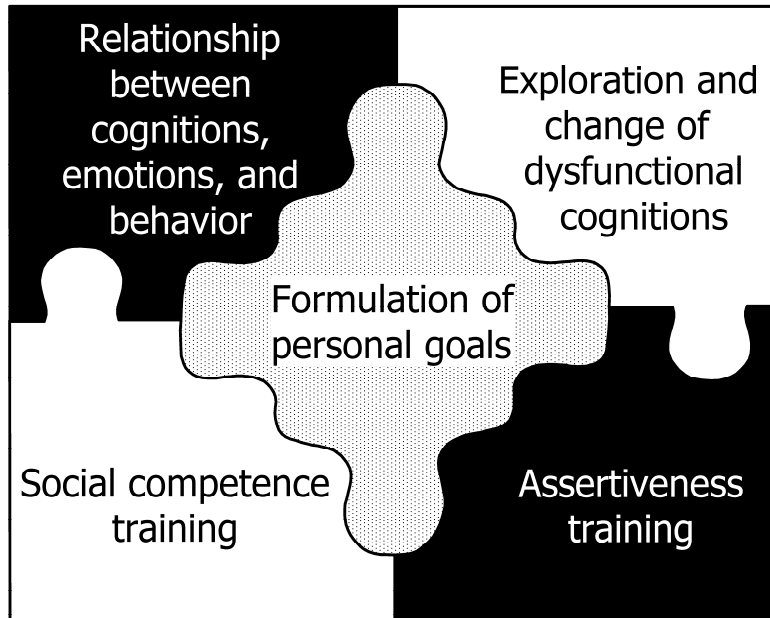 Relationship
between
cognitions,
emotions, and
behavior
Exploration and
change of
dysfunctional
cognitions
Formulation of
personal goals
Social competence
training
Assertiveness
training